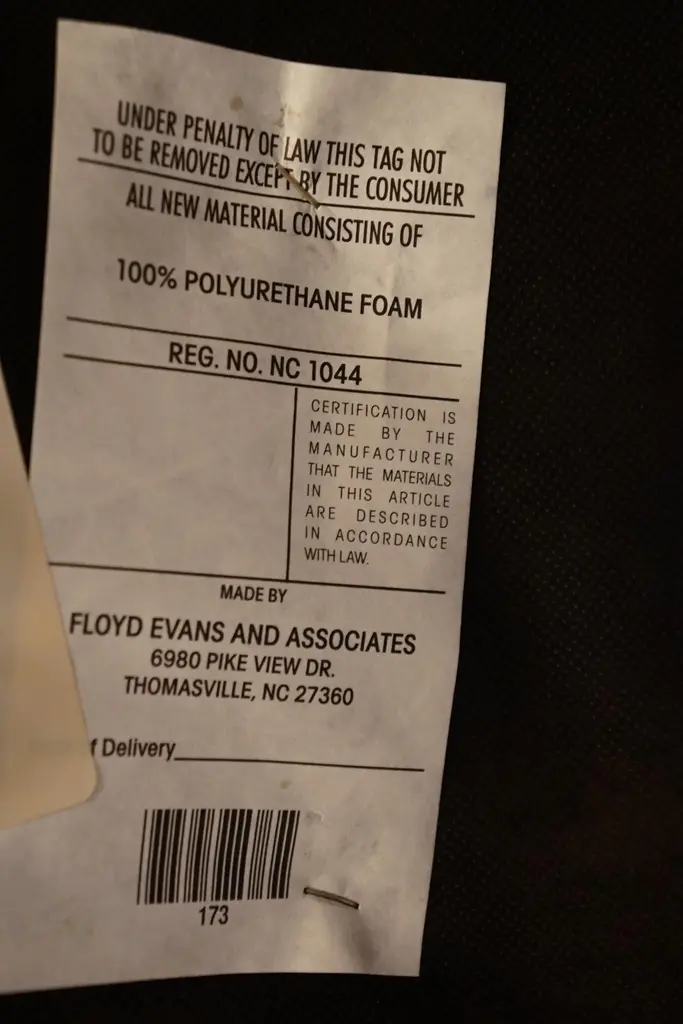 UNDER PENALTY OF LAW THIS TAG NOT
TO BE REMOVED EXCEPT BY THE CONSUMER
ALL NEW MATERIAL CONSISTING OF
100% POLYURETHANE FOAM
REG. NO. NC 1044
CERTIFICATION IS
MADE BY THE
MANUFACTURER
THAT THE MATERIALS
IN THIS ARTICLE
ARE DESCRIBED
IN ACCORDANCE
WITH LAW.
MADE BY
FLOYD EVANS AND ASSOCIATES
6980 PIKE VIEW DR.
THOMASVILLE, NC 27360
Delivery
173